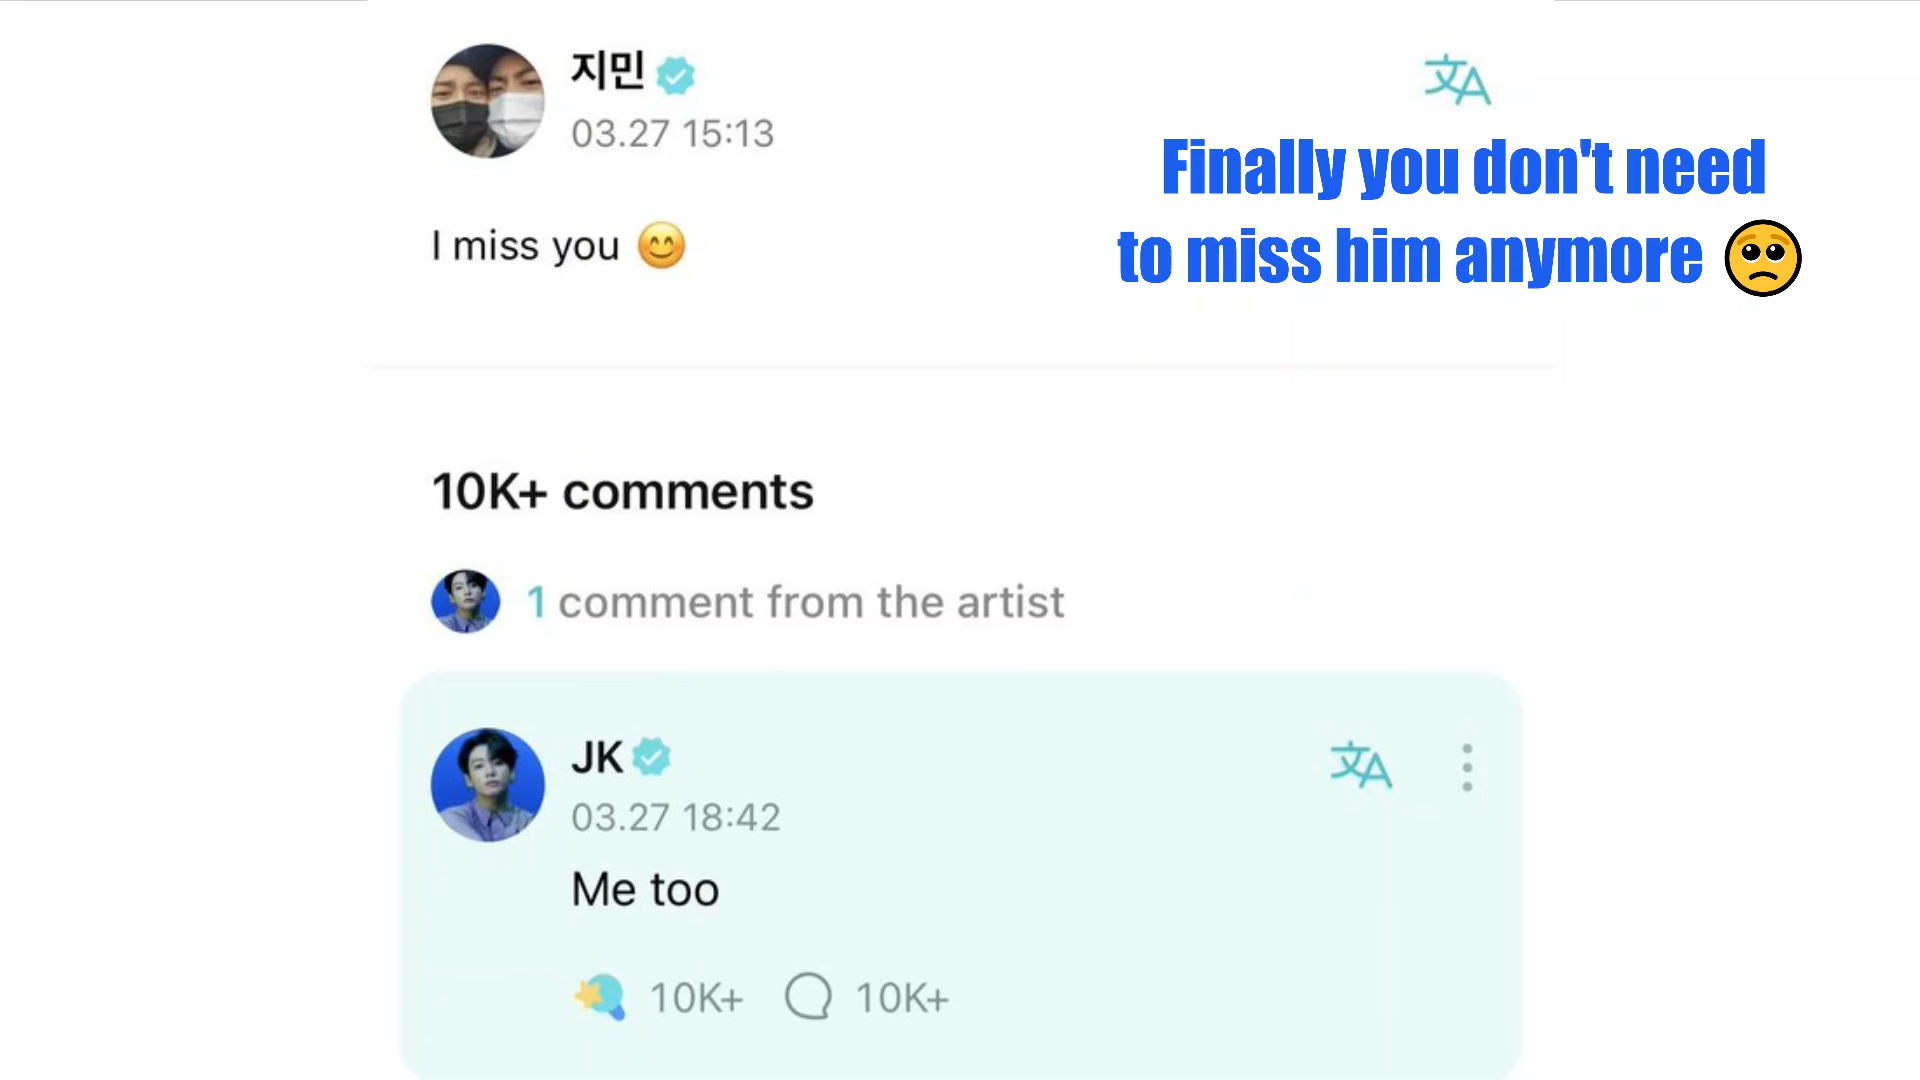 지민
03.27 15:13
Finally you don't need
to miss him anymore 🥺
I miss you 😊
10K+ comments
1 comment from the artist
JK
03.27 18:42
Me too
10K+ 10K+